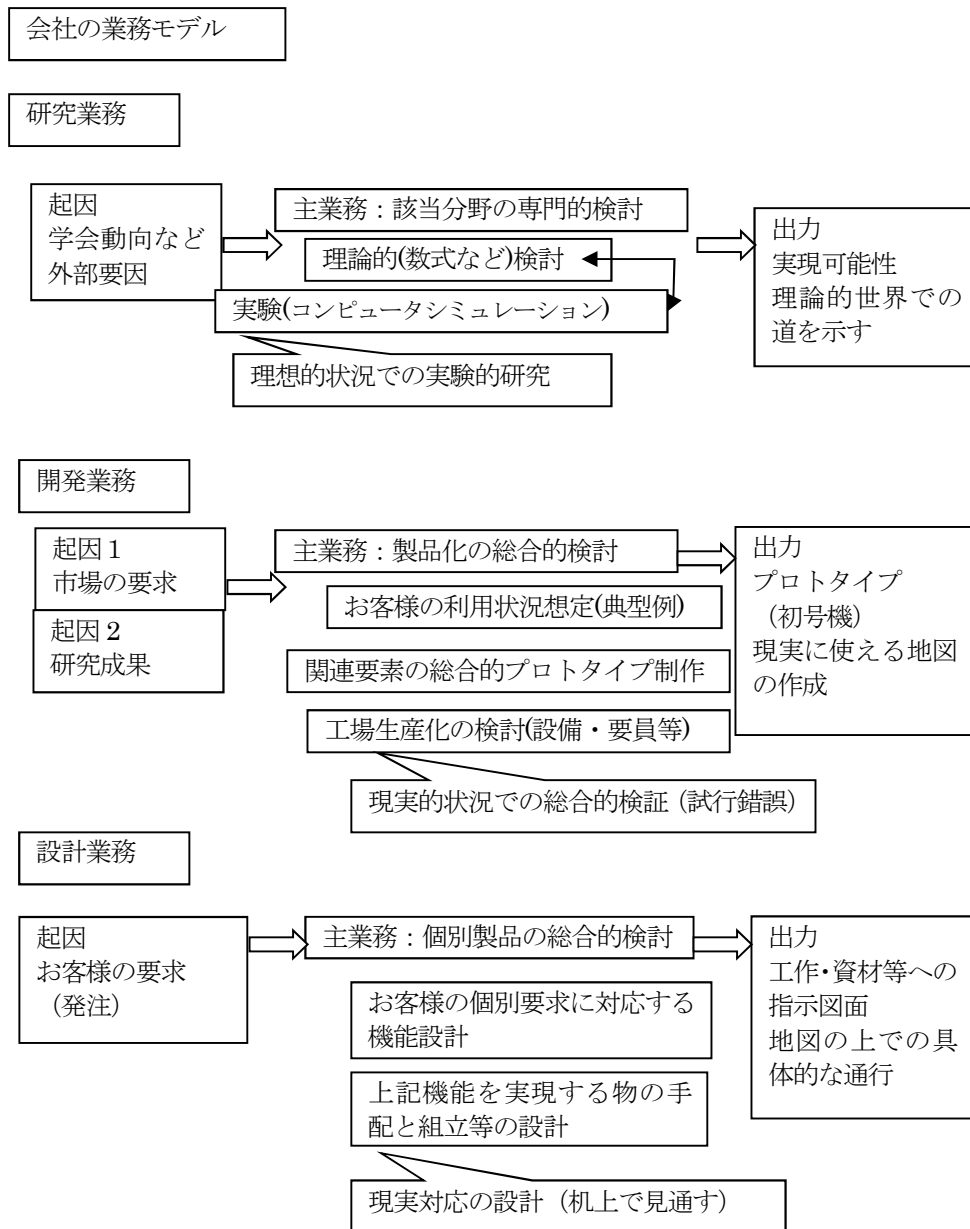 会社の業務モデル
研究業務
起因
学会動向など
外部要因
主業務：該当分野の専門的検討
理論的(数式など)検討
実験(コンピュータシミュレーション)
理想的状況での実験的研究
出力
実現可能性
理論的世界での
道を示す
開発業務
起因１
市場の要求
起因２
研究成果
主業務：製品化の総合的検討
お客様の利用状況想定(典型例)
関連要素の総合的プロトタイプ制作
工場生産化の検討(設備・要員等)
現実的状況での総合的検証（試行錯誤）
出力
プロトタイプ
（初号機）
現実に使える地図
の作成
設計業務
起因
お客様の要求
（発注）
主業務：個別製品の総合的検討
お客様の個別要求に対応する
機能設計
上記機能を実現する物の手
配と組立等の設計
現実対応の設計（机上で見通す）
出力
工作・資材等への
指示図面
地図の上での具
体的な通行